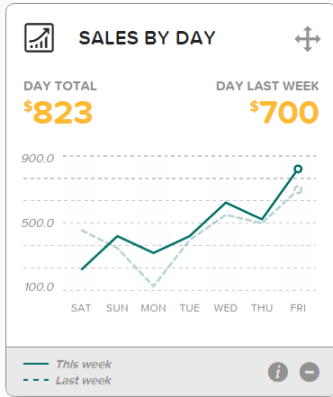 SALES BY DAY
DAY TOTAL DAY LAST WEEK
$823 $700
900.0
500.0
100.0
SAT SUN MON TUE WED THU FRI
This week
Last week
i